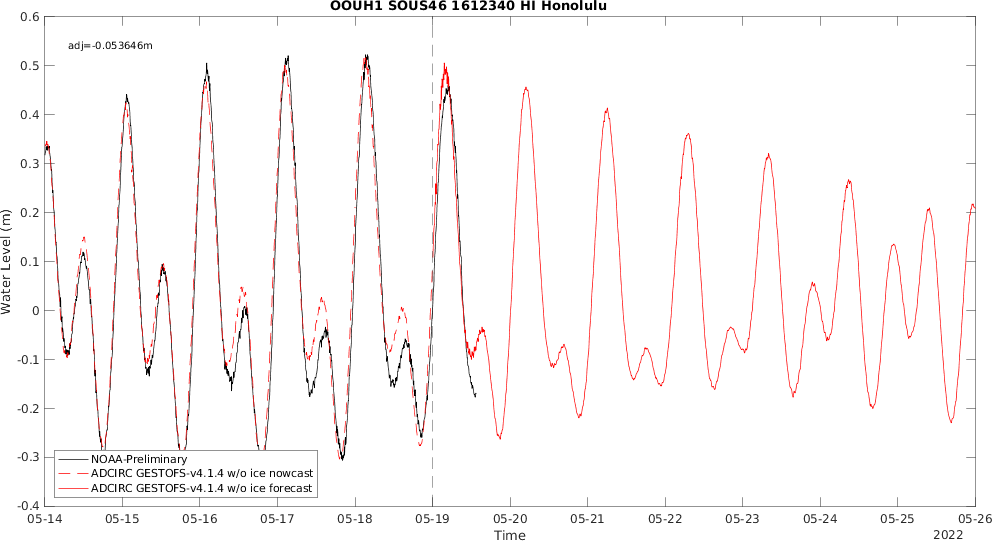 OOUH1 SOUS46 1612340 HI Honolulu
0.6
adj=-0.053646m
0.5
0.4
0.3
0.2
0.1
0
-0.1
-0.2
-0.3
-0.4
Water Level (m)
NOAA-Preliminary
ADCIRC GESTOFS-v4.1.4 w/o ice nowcast
ADCIRC GESTOFS-v4.1.4 w/o ice forecast
05-14 05-15 05-16 05-17 05-18 05-19 05-20 05-21 05-22 05-23 05-24 05-25 05-26
Time
2022